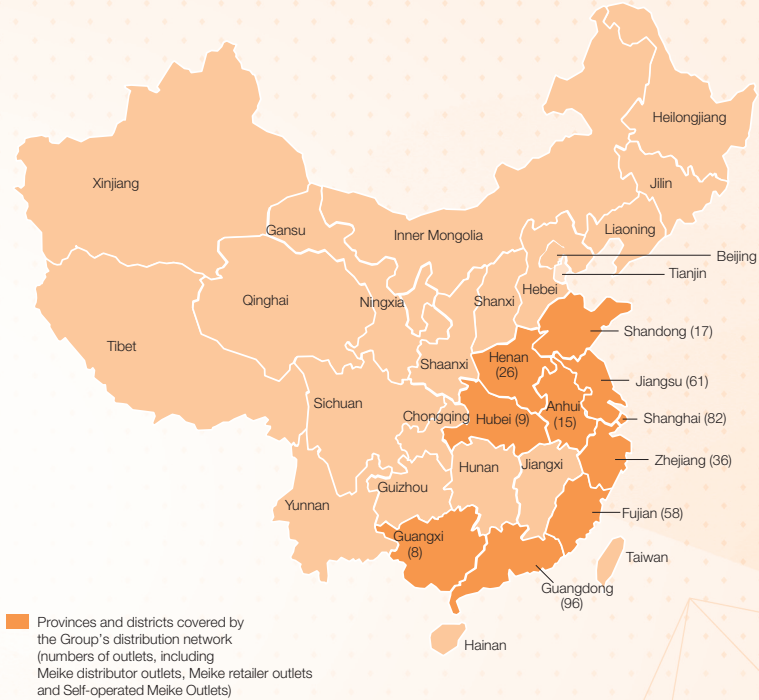 Heilongjiang
Xinjiang
Jilin
Gansu
Inner Mongolia
Liaoning
Beijing
Tianjin
Qinghai
Ningxia
Shanxi
Hebei
Tibet
Shandong (17)
Shaanxi
Henan
(26)
Jiangsu (61)
Sichuan
Chongqing
Hubei (9)
Anhui
(15)
Shanghai (82)
Zhejiang (36)
Hunan
Jiangxi
Guizhou
Yunnan
Fujian (58)
Guangxi
(8)
Taiwan
Guangdong
(96)
Hainan
Provinces and districts covered by
the Group's distribution network
(numbers of outlets, including
Meike distributor outlets, Meike retailer outlets
and Self-operated Meike Outlets)